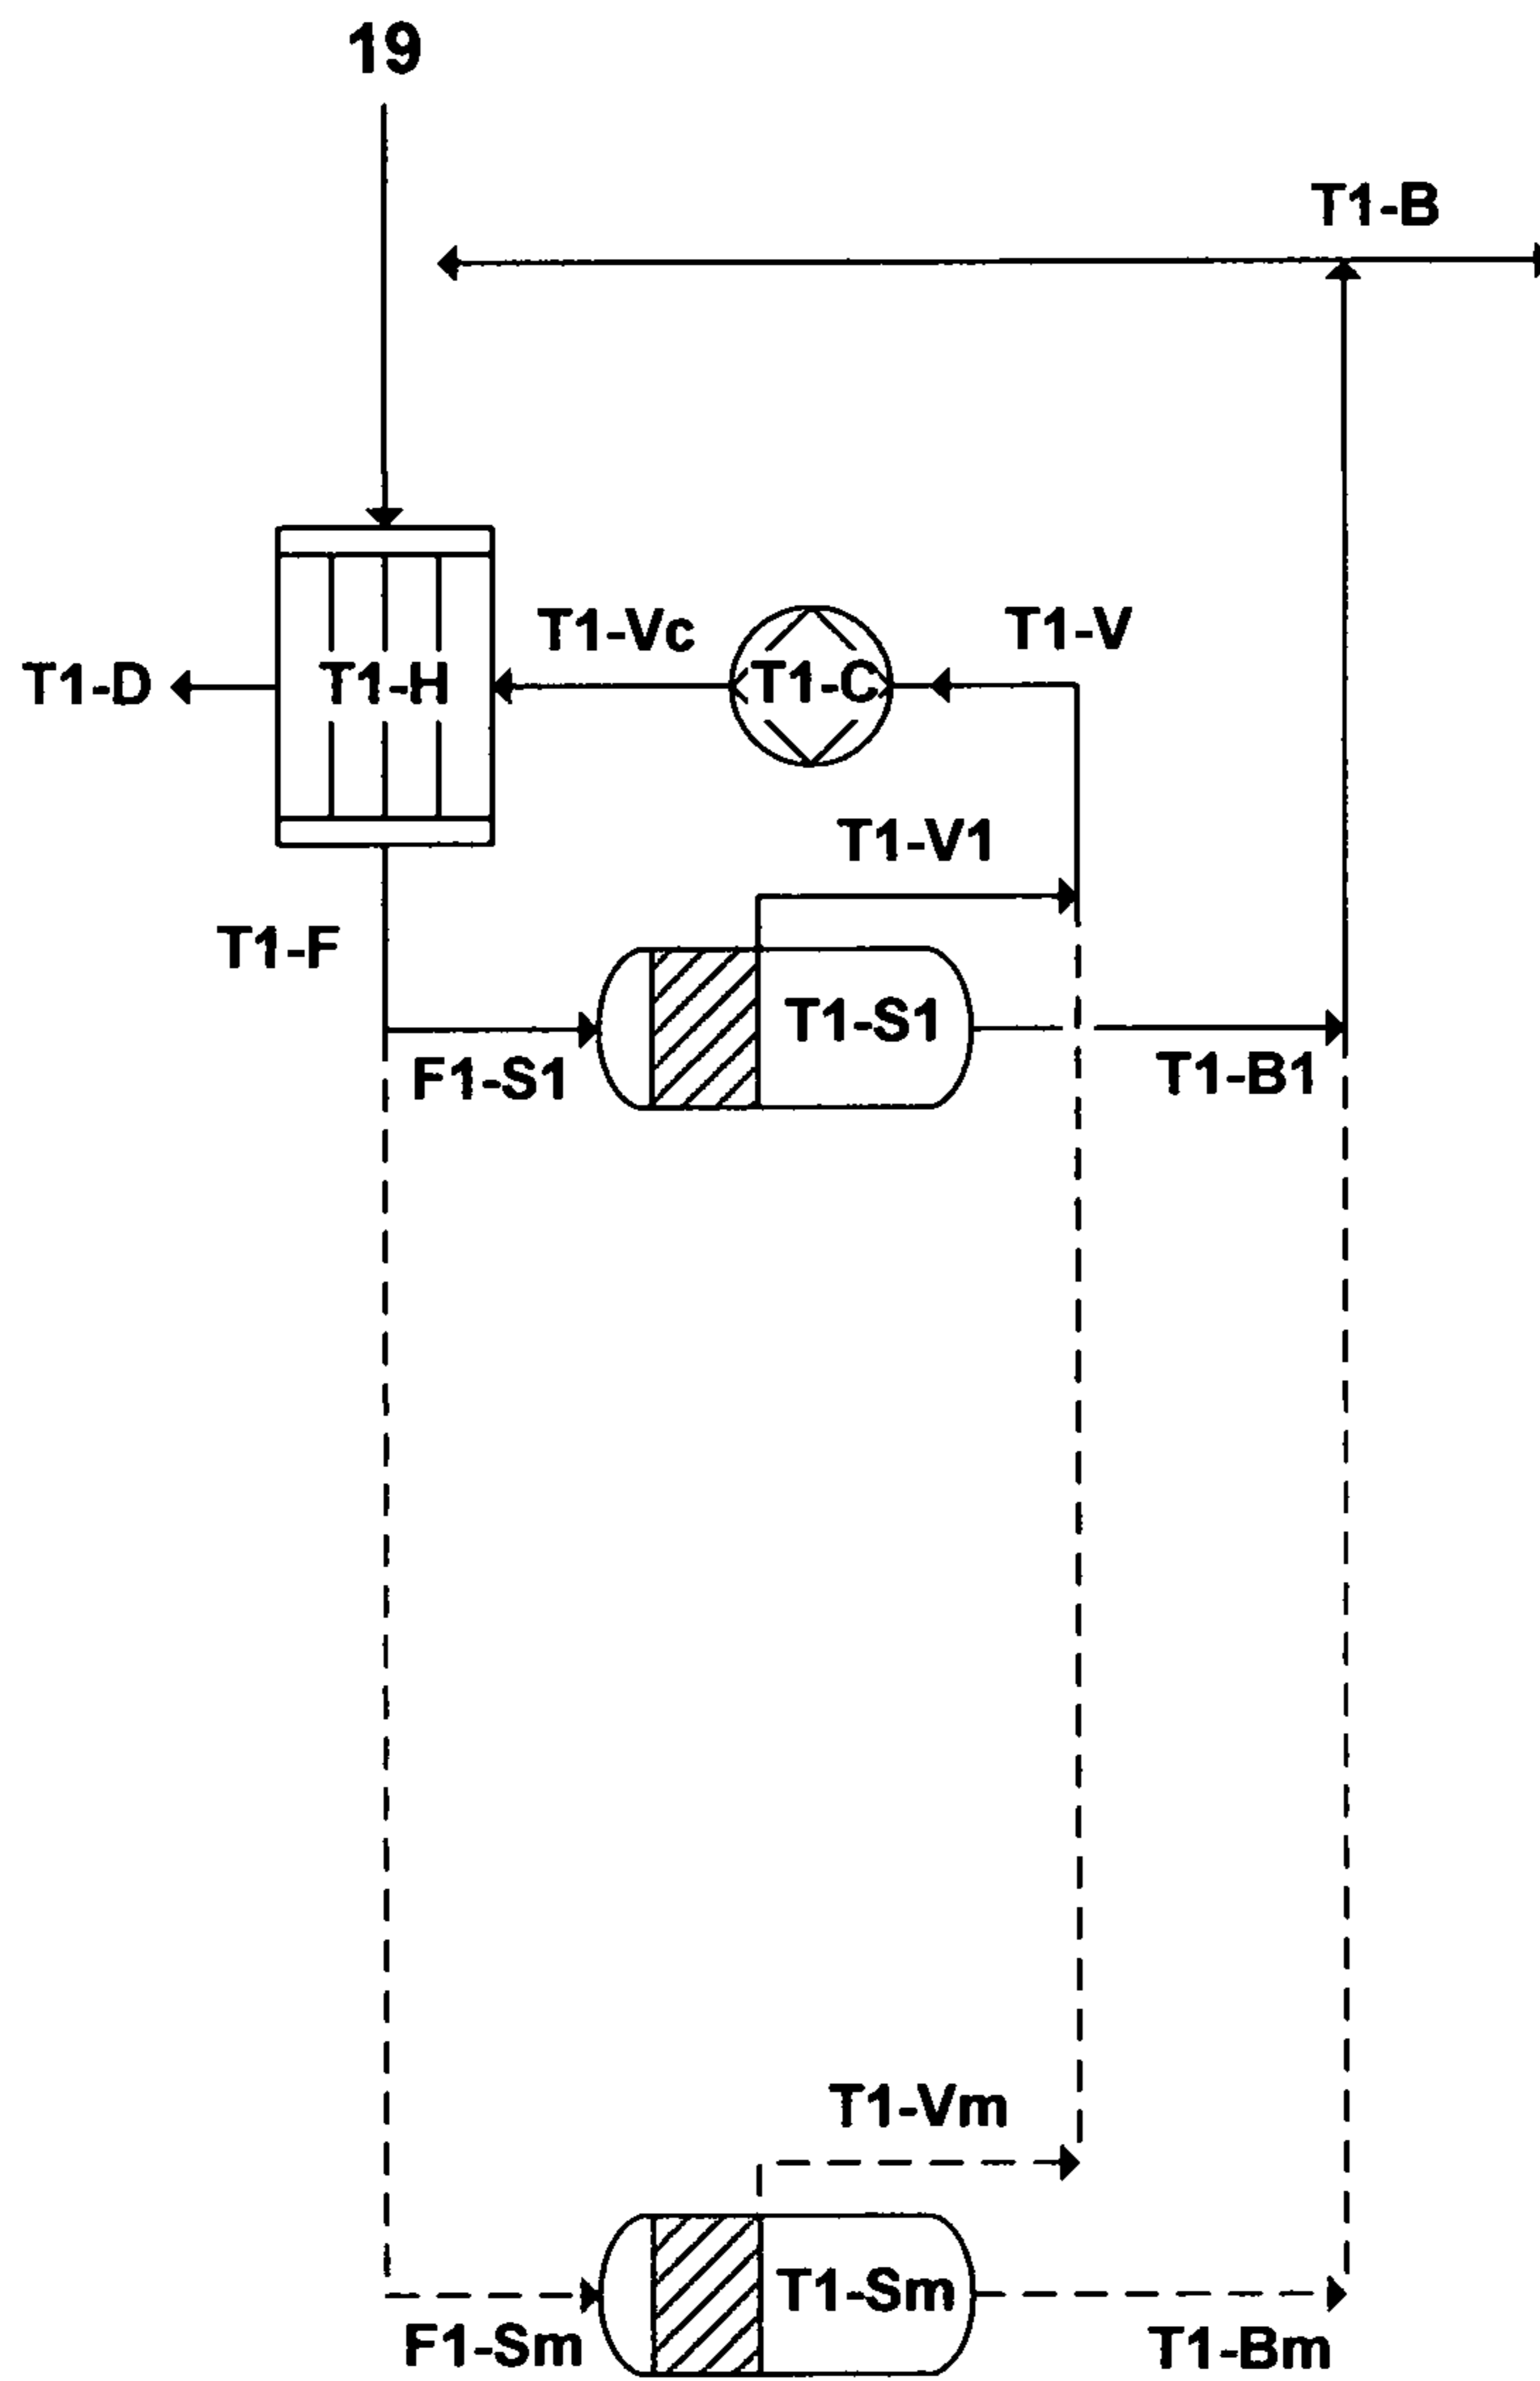 19
T1-B
T1-Vc
T1-V
T1-D
T1-H
T1-C
T1-V1
T1-F
T1-S1
F1-S1
T1-B1
T1-Vm
T1-Sm
F1-Sm
T1-Bm